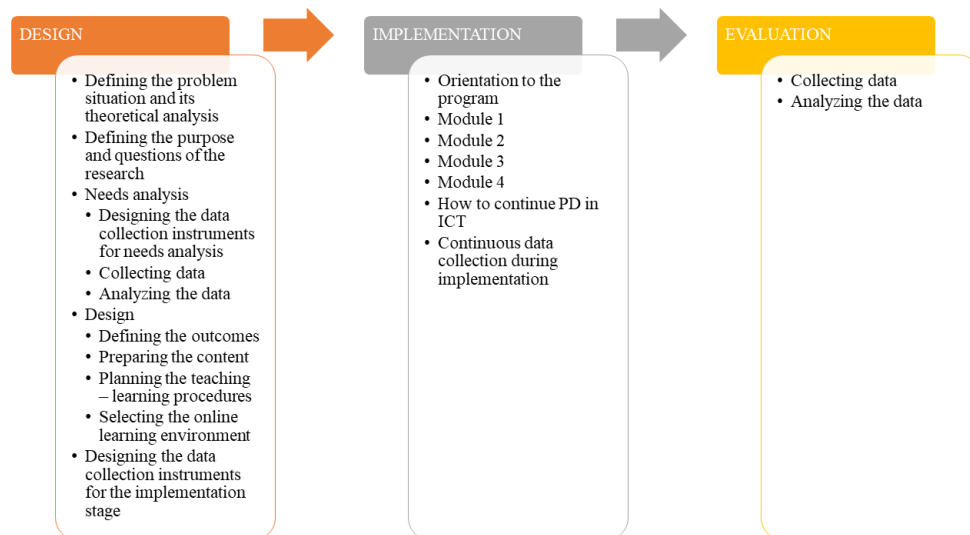 DESIGN
• Defining the problem
situation and its
theoretical analysis
• Defining the purpose
and questions of the
research
• Needs analysis
• Designing the data
collection instruments
for needs analysis
• Collecting data
• Analyzing the data
• Design
• Defining the outcomes
• Preparing the content
• Planning the teaching
– learning procedures
• Selecting the online
learning environment
• Designing the data
collection instruments
for the implementation
stage
IMPLEMENTATION
• Orientation to the
program
• Module 1
• Module 2
• Module 3
• Module 4
• How to continue PD in
ICT
• Continuous data
collection during
implementation
EVALUATION
• Collecting data
• Analyzing the data